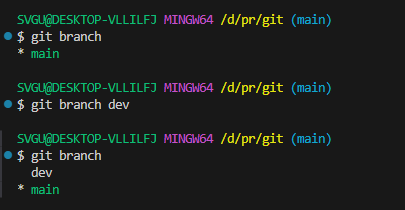 SVGU@DESKTOP-VLLILFJ MINGW64 /d/pr/git (main)
$ git branch
* main
SVGU@DESKTOP-VLLILFJ MINGW64 /d/pr/git (main)
$ git branch dev
SVGU@DESKTOP-VLLILFJ MINGW64 /d/pr/git (main)
$ git branch
  dev
* main